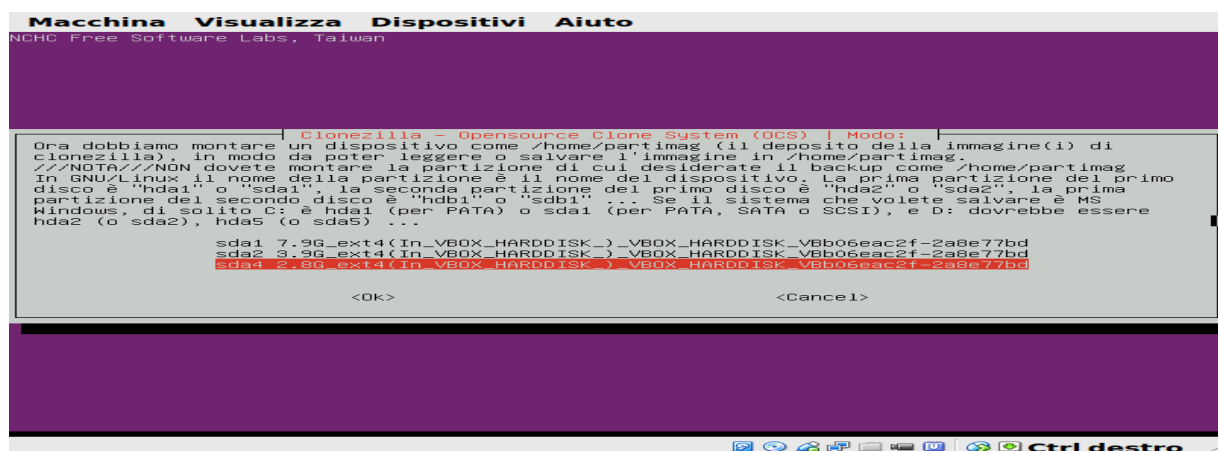 Macchina Visualizza Dispositivi Aiuto
NCHC Free Software Labs, Taiwan
Clonezilla - Opensource Clone System (OCS) | Modo:
Ora dobbiamo montare un dispositivo come /home/partimag (il deposito della immagine(i) di
clonezilla), in modo da poter leggere o salvare l'immagine in /home/partimag.
///NOTA///NON dovete montare la partizione di cui desiderate il backup come /home/partimag
In GNU/Linux il nome della partizione è il nome del dispositivo. La prima partizione del primo
disco è "hda1" o "sda1", la seconda partizione del primo disco è "hda2" o "sda2", la prima
partizione del secondo disco è "hdb1" o "sdb1" ... Se il sistema che volete salvare è MS
Windows, di solito C: è hda1 (per PATA) o sda1 (per PATA, SATA o SCSI), e D: dovrebbe essere
hda2 (o sda2), hda5 (o sda5) ...
sda1 7.9G_ext4(In_VBOX_HARDDISK_)_VBOX_HARDDISK_VBb06eac2f-2a8e77bd
sda2 3.9G_ext4(In_VBOX_HARDDISK_)_VBOX_HARDDISK_VBb06eac2f-2a8e77bd
sda4 2.8G_ext4(In_VBOX_HARDDISK_)_VBOX_HARDDISK_VBb06eac2f-2a8e77bd
<Ok> <Cancel>
Ctrl destro